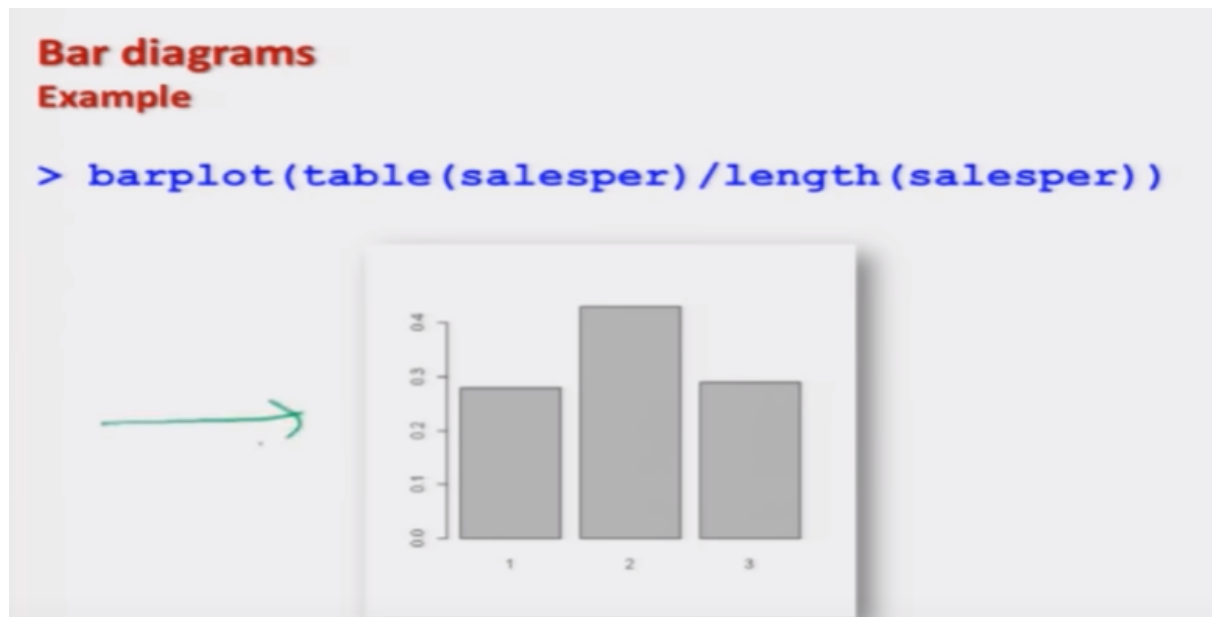 Bar diagrams
Example
> barplot(table(salesper)/length(salesper))
0.4
0.3
0.2
0.1
0.0
1 2 3